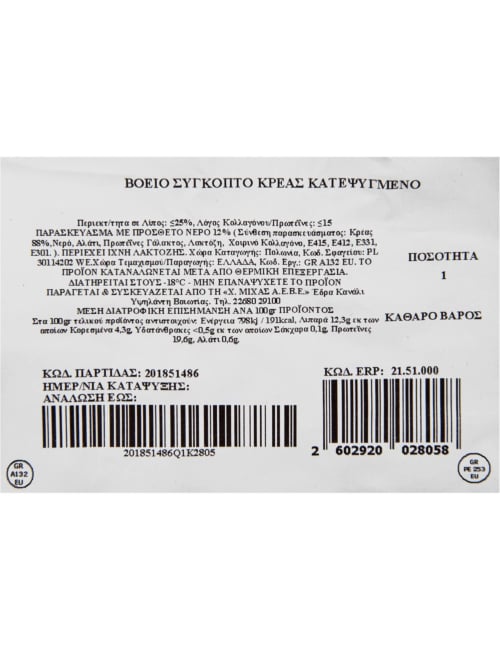 ΒΟΕΙΟ ΣΥΓΚΟΠΤΟ ΚΡΕΑΣ ΚΑΤΕΨΥΓΜΕΝΟ
Περιεκτ/τητα σε Λίπος: ≤25%, Λόγος Κολλαγόνου/Πρωτεΐνες: ≤15
ΠΑΡΑΣΚΕΥΑΣΜΑ ΜΕ ΠΡΟΣΘΕΤΟ ΝΕΡΟ 12% ( Σύνθεση παρασκευάσματος: Κρέας
88%,Νερό, Αλάτι, Πρωτεΐνες Γάλακτος, Λακτόζη, Χοιρινό Κολλαγόνο, E415, E412, E331,
E301. ). ΠΕΡΙΕΧΕΙ ΙΧΝΗ ΛΑΚΤΟΖΗΣ. Χώρα Καταγωγής: Πολωνία, Κωδ. Σφαγείου: PL
30114202 WE.Χώρα Τεμαχισμού/Παραγωγής: ΕΛΛΑΔΑ, Κωδ. Εργ.: GR A132 EU. ΤΟ
ΠΡΟΪΟΝ ΚΑΤΑΝΑΛΩΝΕΤΑΙ ΜΕΤΑ ΑΠΟ ΘΕΡΜΙΚΗ ΕΠΕΞΕΡΓΑΣΙΑ.
ΔΙΑΤΗΡΕΙΤΑΙ ΣΤΟΥΣ -18°C - ΜΗΝ ΕΠΑΝΑΨΥΧΕΤΕ ΤΟ ΠΡΟΪΟΝ
ΠΑΡΑΓΕΤΑΙ & ΣΥΣΚΕΥΑΖΕΤΑΙ ΑΠΟ ΤΗ «Χ. ΜΙΧΑΣ Α.Ε.Β.Ε.» Έδρα Κανάλι
Υψηλάντη Βοιωτίας. Τηλ. 22680 29100
ΜΕΣΗ ΔΙΑΤΡΟΦΙΚΗ ΕΠΙΣΗΜΑΝΣΗ ΑΝΑ 100gr ΠΡΟΪΟΝΤΟΣ
Στα 100gr τελικού προϊόντος αντιστοιχούν: Ενέργεια 798kj / 191kcal, Λιπαρά 12,3g εκ των
οποίων Κορεσμένα 4,3g, Υδατάνθρακες <0,5g εκ των οποίων Σάκχαρα 0,1g, Πρωτεΐνες
19,6g, Αλάτι 0,6g.
ΠΟΣΟΤΗΤΑ
1
ΚΑΘΑΡΟ ΒΑΡΟΣ
ΚΩΔ. ΠΑΡΤΙΔΑΣ: 201851486
ΗΜΕΡ/ΝΙΑ ΚΑΤΑΨΥΞΗΣ:
ΑΝΑΛΩΣΗ ΕΩΣ:
201851486Q1K2805
ΚΩΔ. ERP: 21.51.000
2 602920 028058
GR
A132
EU
GR
PE 253
EU